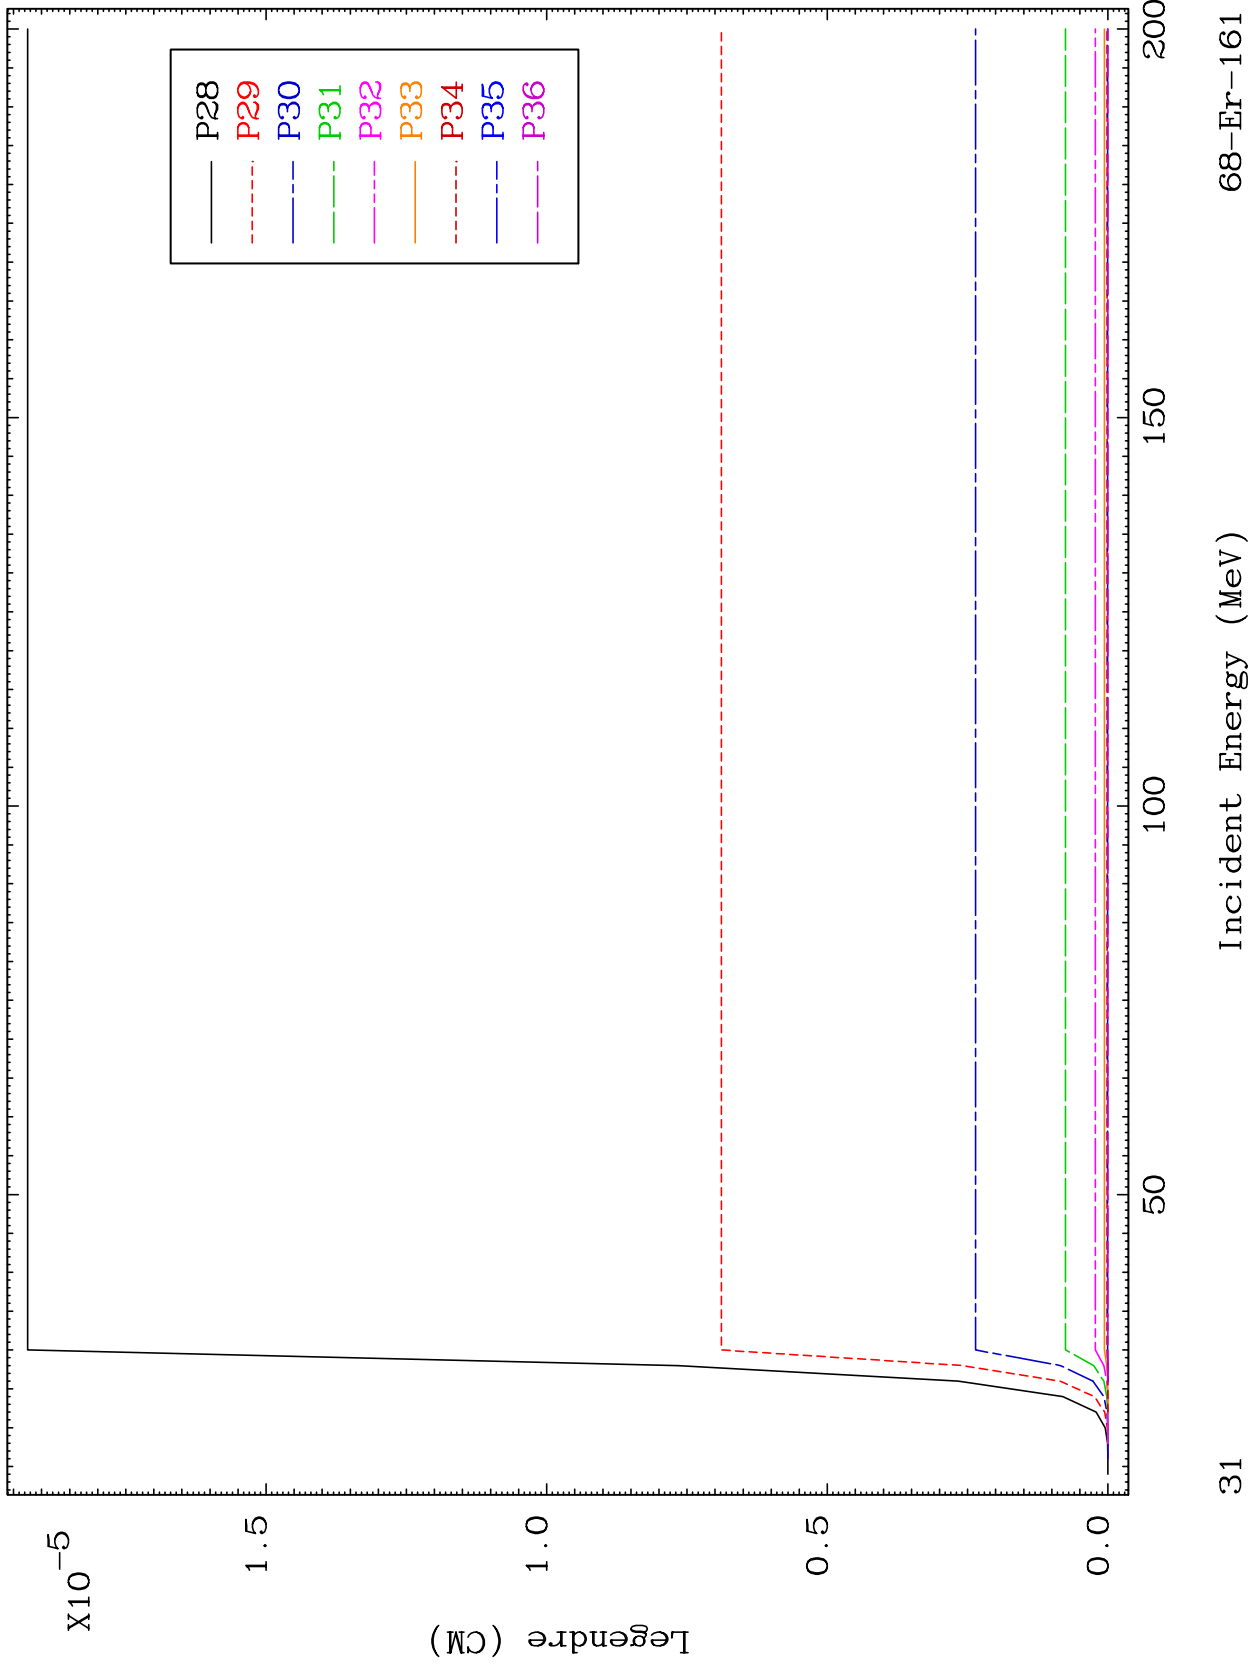 X10-5
1.5
1.0
0.5
0.0
Legendre (CM)
P28
P29
P30
P31
P32
P33
P34
P35
P36
50
100
150
200
31
Incident Energy (MeV)
68-Er-161